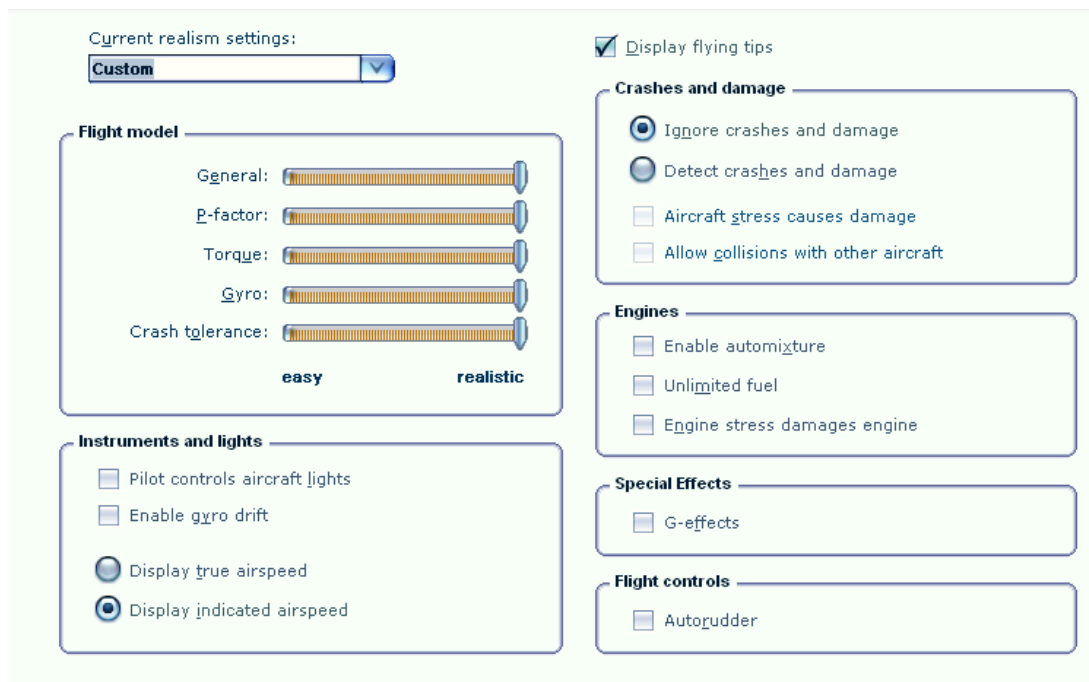 Current realism settings:
Custom
Flight model
General:
P-factor:
Torque:
Gyro:
Crash tolerance:
easy realistic
Instruments and lights
Pilot controls aircraft lights
Enable gyro drift
Display true airspeed
Display indicated airspeed
Display flying tips
Crashes and damage
Ignore crashes and damage
Detect crashes and damage
Aircraft stress causes damage
Allow collisions with other aircraft
Engines
Enable automixture
Unlimited fuel
Engine stress damages engine
Special Effects
G-effects
Flight controls
Autorudder